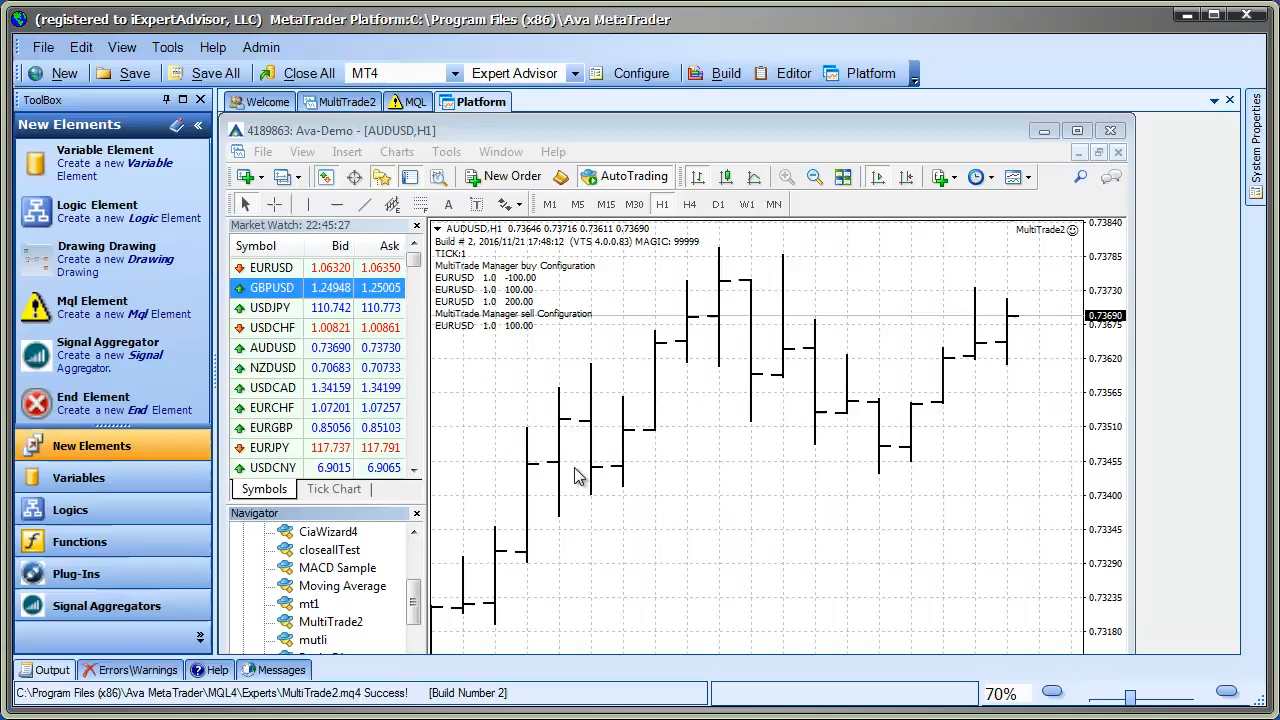 (registered to iExpertAdvisor, LLC) MetaTrader Platform:C:\Program Files (x86)\Ava MetaTrader
File Edit View Tools Help Admin
New Save Save All Close All MT4 Expert Advisor Configure Build Editor Platform
ToolBox
Welcome MultiTrade2 MQL Platform
New Elements
Variable Element
Create a new Variable
Element
Logic Element
Create a new Logic Element
Drawing Drawing
Create a new Drawing
Drawing
Mql Element
Create a new Mql Element
Signal Aggregator
Create a new Signal
Aggregator.
End Element
Create a new End Element
New Elements
Variables
Logics
Functions
Plug-Ins
Signal Aggregators
4189863: Ava-Demo - [AUDUSD,H1]
File View Insert Charts Tools Window Help
New Order AutoTrading
A T M1 M5 M15 M30 H1 H4 D1 W1 MN
Market Watch: 22:45:27
Symbol Bid Ask
EURUSD 1.06320 1.06350
GBPUSD 1.24948 1.25005
USDJPY 110.742 110.773
USDCHF 1.00821 1.00861
AUDUSD 0.73690 0.73730
NZDUSD 0.70683 0.70733
USDCAD 1.34159 1.34199
EURCHF 1.07201 1.07257
EURGBP 0.85056 0.85103
EURJPY 117.737 117.791
USDCNY 6.9015 6.9065
Symbols Tick Chart
Navigator
CiaWizard4
closeallTest
MACD Sample
Moving Average
mt1
MultiTrade2
mutli
AUDUSD,H1 0.73646 0.73716 0.73611 0.73690
MultiTrade2
Build # 2, 2016/11/21 17:48:12 (VTS 4.0.0.83) MAGIC: 99999
TICK:1
MultiTrade Manager buy Configuration
EURUSD 1.0 -100.00
EURUSD 1.0 100.00
EURUSD 1.0 200.00
MultiTrade Manager sell Configuration
EURUSD 1.0 100.00
0.73840
0.73785
0.73730
0.73690
0.73675
0.73620
0.73565
0.73510
0.73455
0.73400
0.73345
0.73290
0.73235
0.73180
System Properties
Output Errors\Warnings Help Messages
C:\Program Files (x86)\Ava MetaTrader\MQL4\Experts\MultiTrade2.mq4 Success! [Build Number 2]
70%